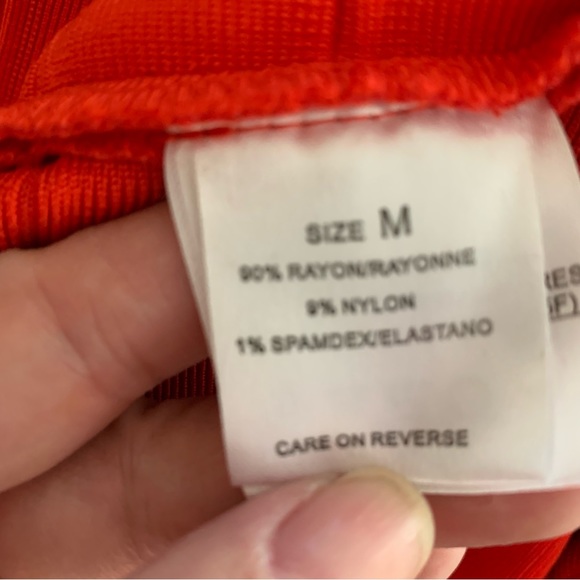 SIZE M
90% RAYON/RAYONNE
9% NYLON
1% SPAMDEX/ELASTANO
CARE ON REVERSE